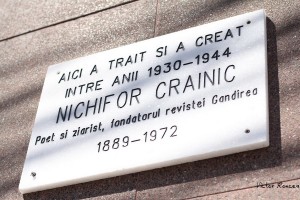 "AICI A TRAIT SI A CREAT"
INTRE ANII 1930-1944
NICHIFOR CRAINIC
Poet si ziarist, fondatorul revistei Gandirea
1889-1972